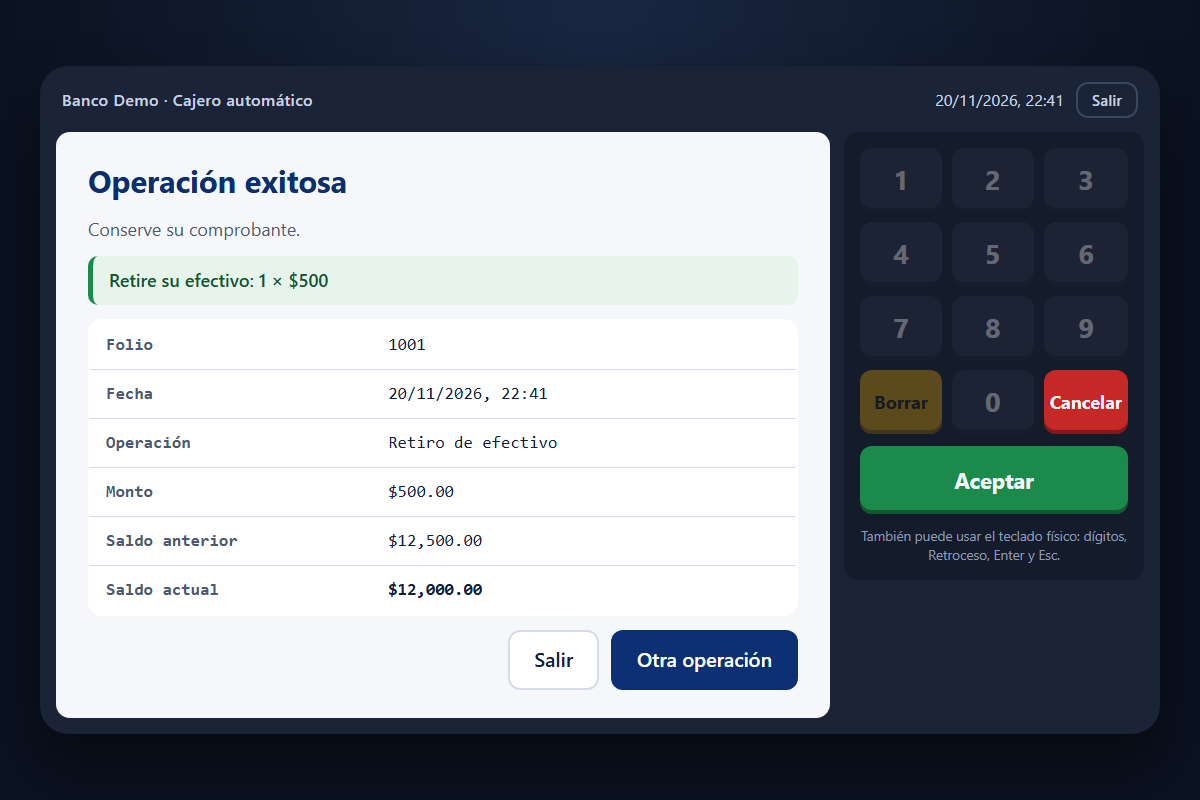 Banco Demo · Cajero automático
20/11/2026, 22:41
Salir
Operación exitosa
Conserve su comprobante.
Retire su efectivo: 1 × $500
Folio 1001
Fecha 20/11/2026, 22:41
Operación Retiro de efectivo
Monto $500.00
Saldo anterior $12,500.00
Saldo actual $12,000.00
Salir
Otra operación
1 2 3
4 5 6
7 8 9
Borrar 0 Cancelar
Aceptar
También puede usar el teclado físico: dígitos,
Retroceso, Enter y Esc.